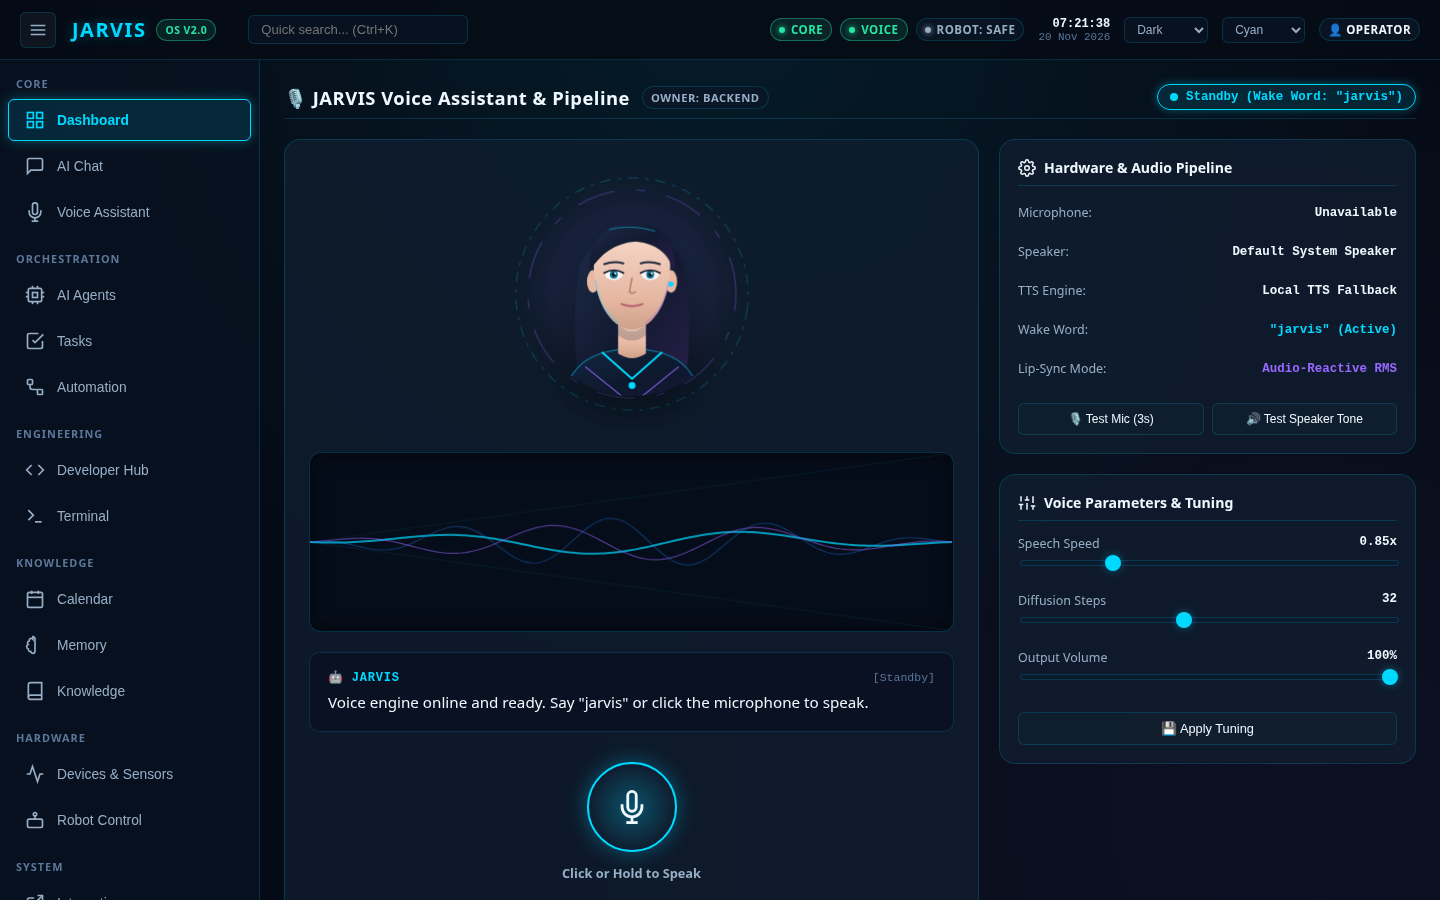 JARVIS OS V2.0
Quick search... (Ctrl+K)
CORE
VOICE
ROBOT: SAFE
07:21:38
20 Nov 2026
Dark
Cyan
OPERATOR
CORE
Dashboard
AI Chat
Voice Assistant
ORCHESTRATION
AI Agents
Tasks
Automation
ENGINEERING
Developer Hub
Terminal
KNOWLEDGE
Calendar
Memory
Knowledge
HARDWARE
Devices & Sensors
Robot Control
SYSTEM
JARVIS Voice Assistant & Pipeline
OWNER: BACKEND
Standby (Wake Word: "jarvis")
JARVIS
[Standby]
Voice engine online and ready. Say "jarvis" or click the microphone to speak.
Click or Hold to Speak
Hardware & Audio Pipeline
Microphone: Unavailable
Speaker: Default System Speaker
TTS Engine: Local TTS Fallback
Wake Word: "jarvis" (Active)
Lip-Sync Mode: Audio-Reactive RMS
Test Mic (3s)
Test Speaker Tone
Voice Parameters & Tuning
Speech Speed 0.85x
Diffusion Steps 32
Output Volume 100%
Apply Tuning